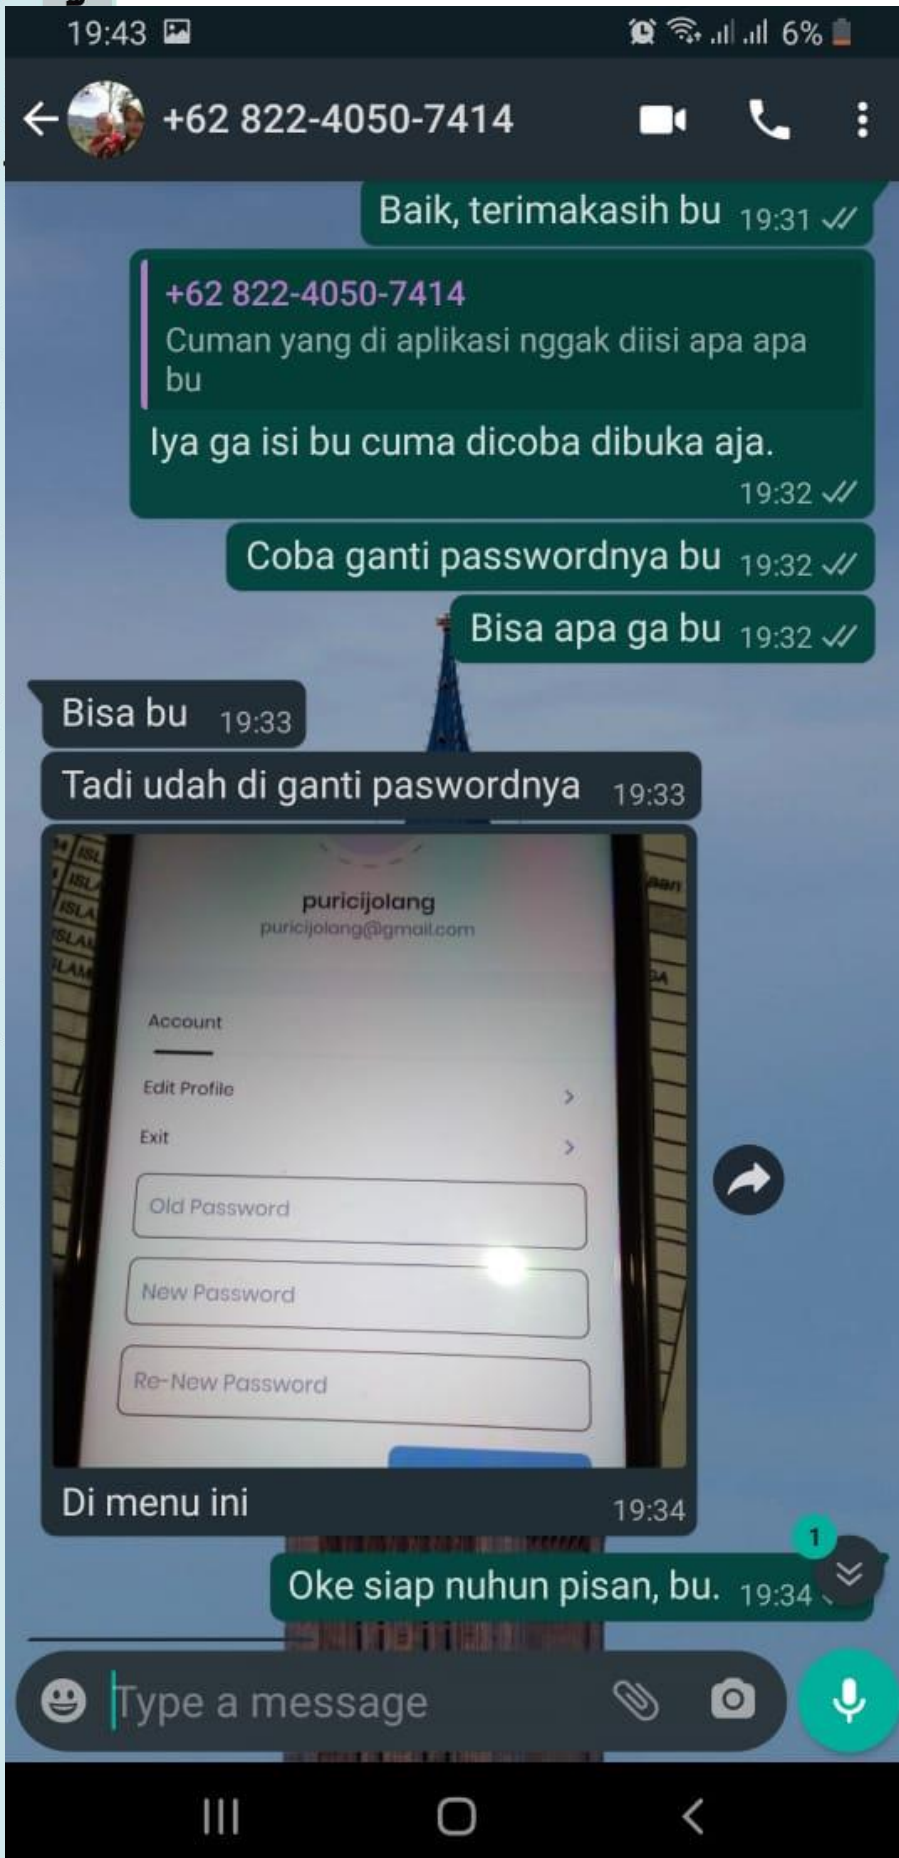 19:43
6%
+62 822-4050-7414
Baik, terimakasih bu 19:31
+62 822-4050-7414
Cuman yang di aplikasi nggak diisi apa apa
bu
Iya ga isi bu cuma dicoba dibuka aja.
19:32
Coba ganti passwordnya bu 19:32
Bisa apa ga bu 19:32
Bisa bu 19:33
Tadi udah di ganti paswordnya 19:33
puricijolang
puricijolang@gmail.com
Account
Edit Profile
Exit
Old Password
New Password
Re-New Password
Di menu ini 19:34
1
Oke siap nuhun pisan, bu. 19:34
Type a message